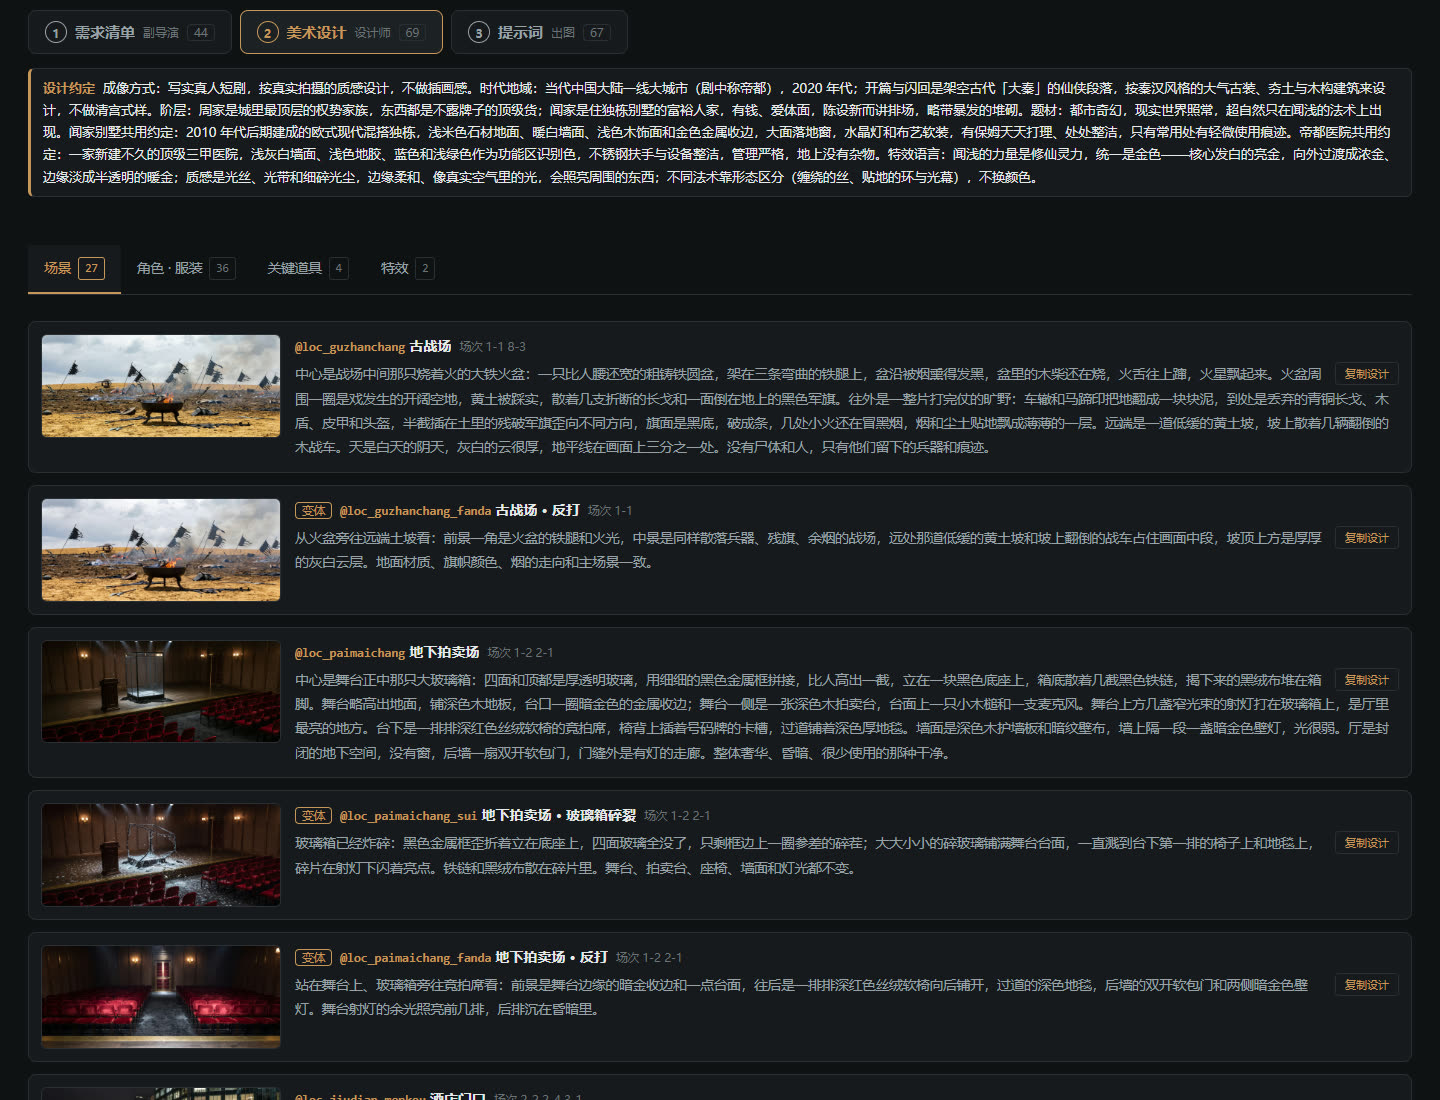 1 需求清单 副导演 44
2 美术设计 设计师 69
3 提示词 出图 67
设计约定 成像方式：写实真人短剧，按真实拍摄的质感设计，不做插画感。时代地域：当代中国大陆一线大城市（剧中称帝都），2020 年代；开篇与闪回是架空古代「大秦」的仙侠段落，按秦汉风格的大气古装、夯土与木构建筑来设
计，不做清宫式样。阶层：周家是城里最顶层的权势家族，东西都是不露牌子的顶级货；闻家是住独栋别墅的富裕人家，有钱、爱体面，陈设新而讲排场，略带暴发的堆砌。题材：都市奇幻，现实世界照常，超自然只在闻浅的法术上出
现。闻家别墅共用约定：2010 年代后期建成的欧式现代混搭独栋，浅米色石材地面、暖白墙面、浅色木饰面和金色金属收边，大面落地窗，水晶灯和布艺软装，有保姆天天打理、处处整洁，只有常用处有轻微使用痕迹。帝都医院共用约
定：一家新建不久的顶级三甲医院，浅灰白墙面、浅色地胶、蓝色和浅绿色作为功能区识别色，不锈钢扶手与设备整洁，管理严格，地上没有杂物。特效语言：闻浅的力量是修仙灵力，统一是金色——核心发白的亮金，向外过渡成浓金、
边缘淡成半透明的暖金；质感是光丝、光带和细碎光尘，边缘柔和、像真实空气里的光，会照亮周围的东西；不同法术靠形态区分（缠绕的丝、贴地的环与光幕），不换颜色。
场景 27
角色 · 服装 36
关键道具 4
特效 2
@loc_guzhanchang 古战场 场次 1-1 8-3
中心是战场中间那只烧着火的大铁火盆：一只比人腰还宽的粗铸铁圆盆，架在三条弯曲的铁腿上，盆沿被烟熏得发黑，盆里的木柴还在烧，火舌往上蹿，火星飘起来。火盆周
围一圈是戏发生的开阔空地，黄土被踩实，散着几支折断的长戈和一面倒在地上的黑色军旗。往外是一整片打完仗的旷野：车辙和马蹄印把地翻成一块块泥，到处是丢弃的青铜长戈、木
盾、皮甲和头盔，半截插在土里的残破军旗歪向不同方向，旗面是黑底，破成条，几处小火还在冒黑烟，烟和尘土贴地飘成薄薄的一层。远端是一道低缓的黄土坡，坡上散着几辆翻倒的
木战车。天是白天的阴天，灰白的云很厚，地平线在画面上三分之一处。没有尸体和人，只有他们留下的兵器和痕迹。
复制设计
变体 @loc_guzhanchang_fanda 古战场 • 反打 场次 1-1
从火盆旁往远端土坡看：前景一角是火盆的铁腿和火光，中景是同样散落兵器、残旗、余烟的战场，远处那道低缓的黄土坡和坡上翻倒的战车占住画面中段，坡顶上方是厚厚
的灰白云层。地面材质、旗帜颜色、烟的走向和主场景一致。
复制设计
@loc_paimaichang 地下拍卖场 场次 1-2 2-1
中心是舞台正中那只大玻璃箱：四面和顶都是厚透明玻璃，用细细的黑色金属框拼接，比人高出一截，立在一块黑色底座上，箱底散着几截黑色铁链，揭下来的黑绒布堆在箱
脚。舞台略高出地面，铺深色木地板，台口一圈暗金色的金属收边；舞台一侧是一张深色木拍卖台，台面上一只小木槌和一支麦克风。舞台上方几盏窄光束的射灯打在玻璃箱上，是厅里
最亮的地方。台下是一排排深红色丝绒软椅的竞拍席，椅背上插着号码牌的卡槽，过道铺着深色厚地毯。墙面是深色木护墙板和暗纹壁布，墙上隔一段一盏暗金色壁灯，光很弱。厅是封
闭的地下空间，没有窗，后墙一扇双开软包门，门缝外是有灯的走廊。整体奢华、昏暗、很少使用的那种干净。
复制设计
变体 @loc_paimaichang_sui 地下拍卖场 • 玻璃箱碎裂 场次 1-2 2-1
玻璃箱已经炸碎：黑色金属框歪折着立在底座上，四面玻璃全没了，只剩框边上一圈参差的碎茬；大大小小的碎玻璃铺满舞台台面，一直溅到台下第一排的椅子上和地毯上，
碎片在射灯下闪着亮点。铁链和黑绒布散在碎片里。舞台、拍卖台、座椅、墙面和灯光都不变。
复制设计
变体 @loc_paimaichang_fanda 地下拍卖场 • 反打 场次 1-2 2-1
站在舞台上、玻璃箱旁往竞拍席看：前景是舞台边缘的暗金收边和一点台面，往后是一排排深红色丝绒软椅向后铺开，过道的深色地毯，后墙的双开软包门和两侧暗金色壁
灯。舞台射灯的余光照亮前几排，后排沉在昏暗里。
复制设计
@loc_jiudian_menkou 酒店门口